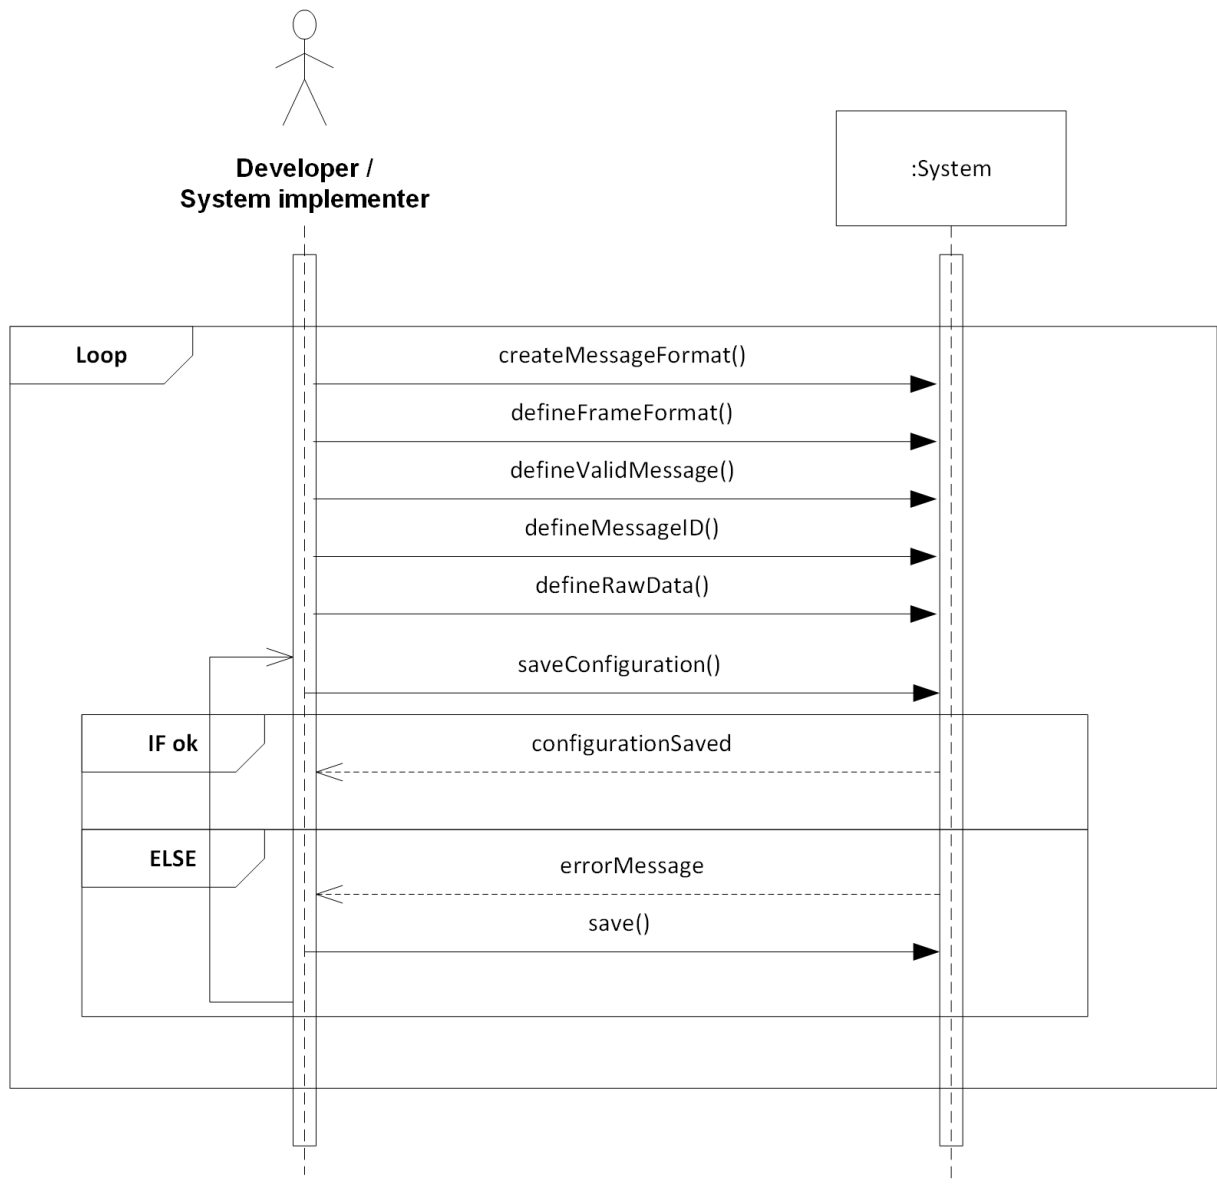 Developer /
System implementer
:System
Loop
createMessageFormat()
defineFrameFormat()
defineValidMessage()
defineMessageID()
defineRawData()
saveConfiguration()
IF ok
configurationSaved
ELSE
errorMessage
save()